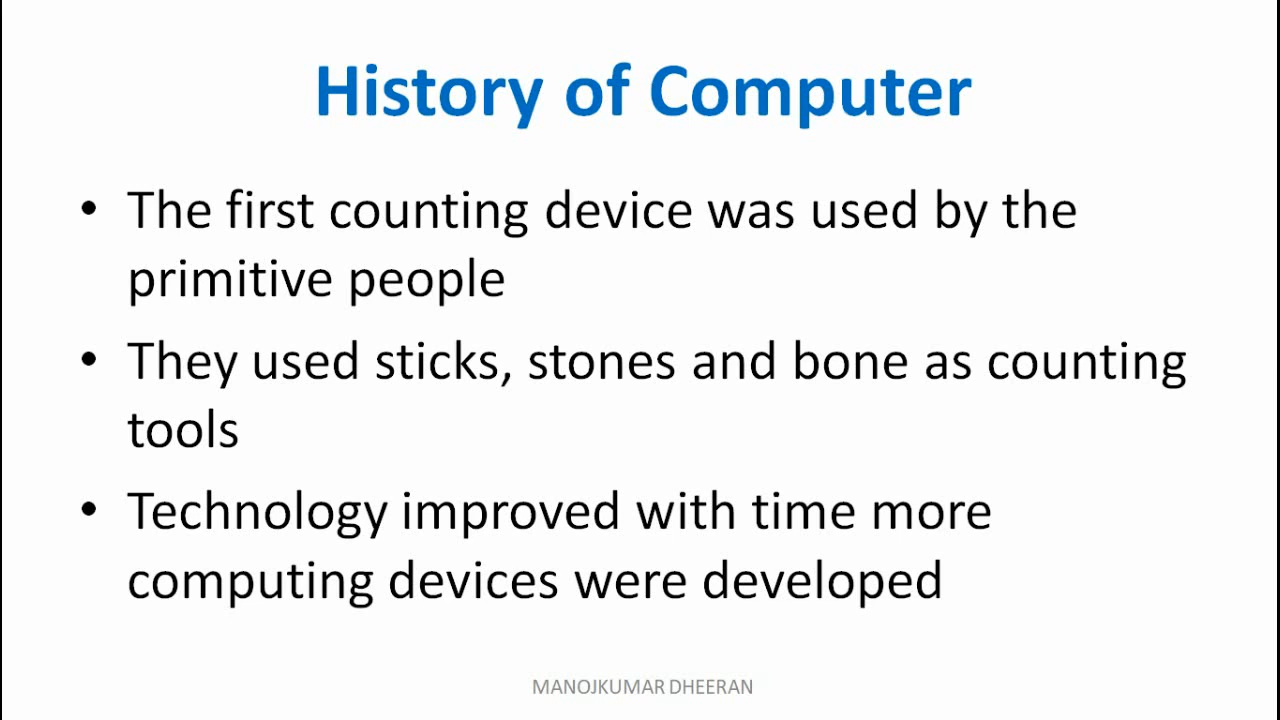 History of Computer
• The first counting device was used by the
primitive people
• They used sticks, stones and bone as counting
tools
• Technology improved with time more
computing devices were developed
MANOJKUMAR DHEERAN